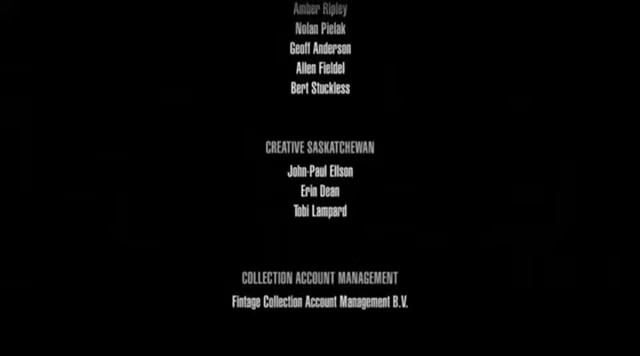 Amber Ripley
Nolan Pielak
Geoff Anderson
Allen Fieldel
Bert Stuckless
CREATIVE SASKATCHEWAN
John-Paul Ellson
Erin Dean
Tobi Lampard
COLLECTION ACCOUNT MANAGEMENT
Fintage Collection Account Management B.V.